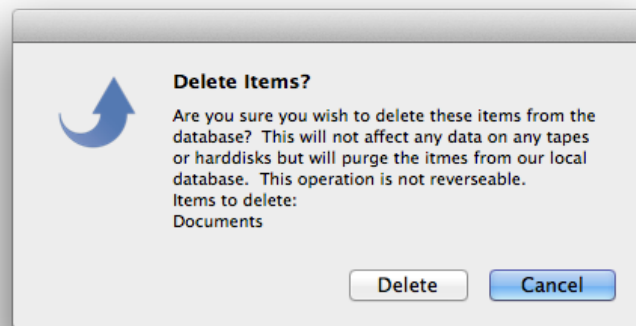 Delete Items?
Are you sure you wish to delete these items from the
database?  This will not affect any data on any tapes
or harddisks but will purge the itmes from our local
database.  This operation is not reverseable.
Items to delete:
Documents
Delete
Cancel